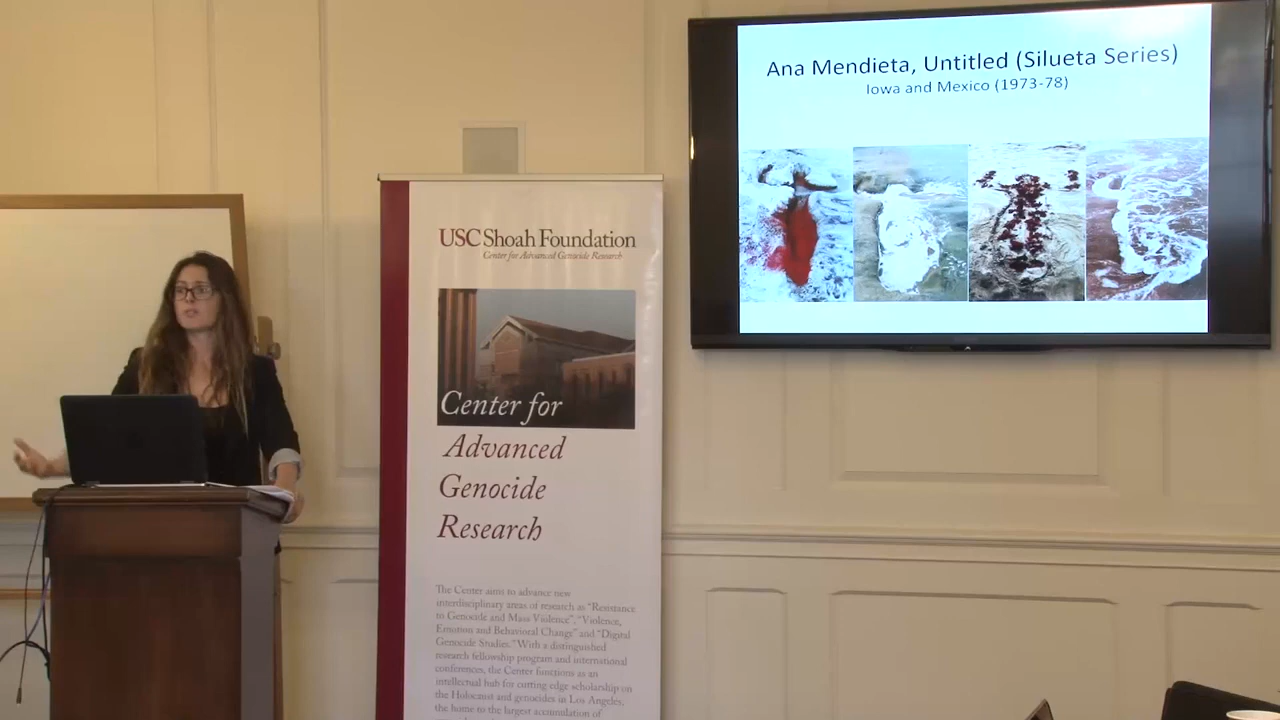 Ana Mendieta, Untitled (Silueta Series)
Iowa and Mexico (1973-78)
USC Shoah Foundation
Center for Advanced Genocide Research
Center for
Advanced
Genocide
Research
The Center aims to advance new
interdisciplinary areas of research as "Resistance
to Genocide and Mass Violence", "Violence,
Emotion and Behavioral Change" and "Digital
Genocide Studies." With a distinguished
research fellowship program and international
conferences, the Center functions as an
intellectual hub for cutting edge scholarship on
the Holocaust and genocides in Los Angeles,
the home to the largest accumulation of